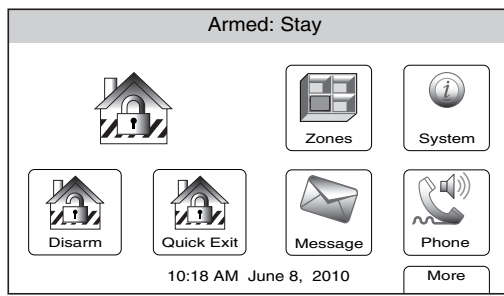 Armed: Stay
Zones
System
Disarm
Quick Exit
Message
Phone
10:18 AM June 8, 2010
More